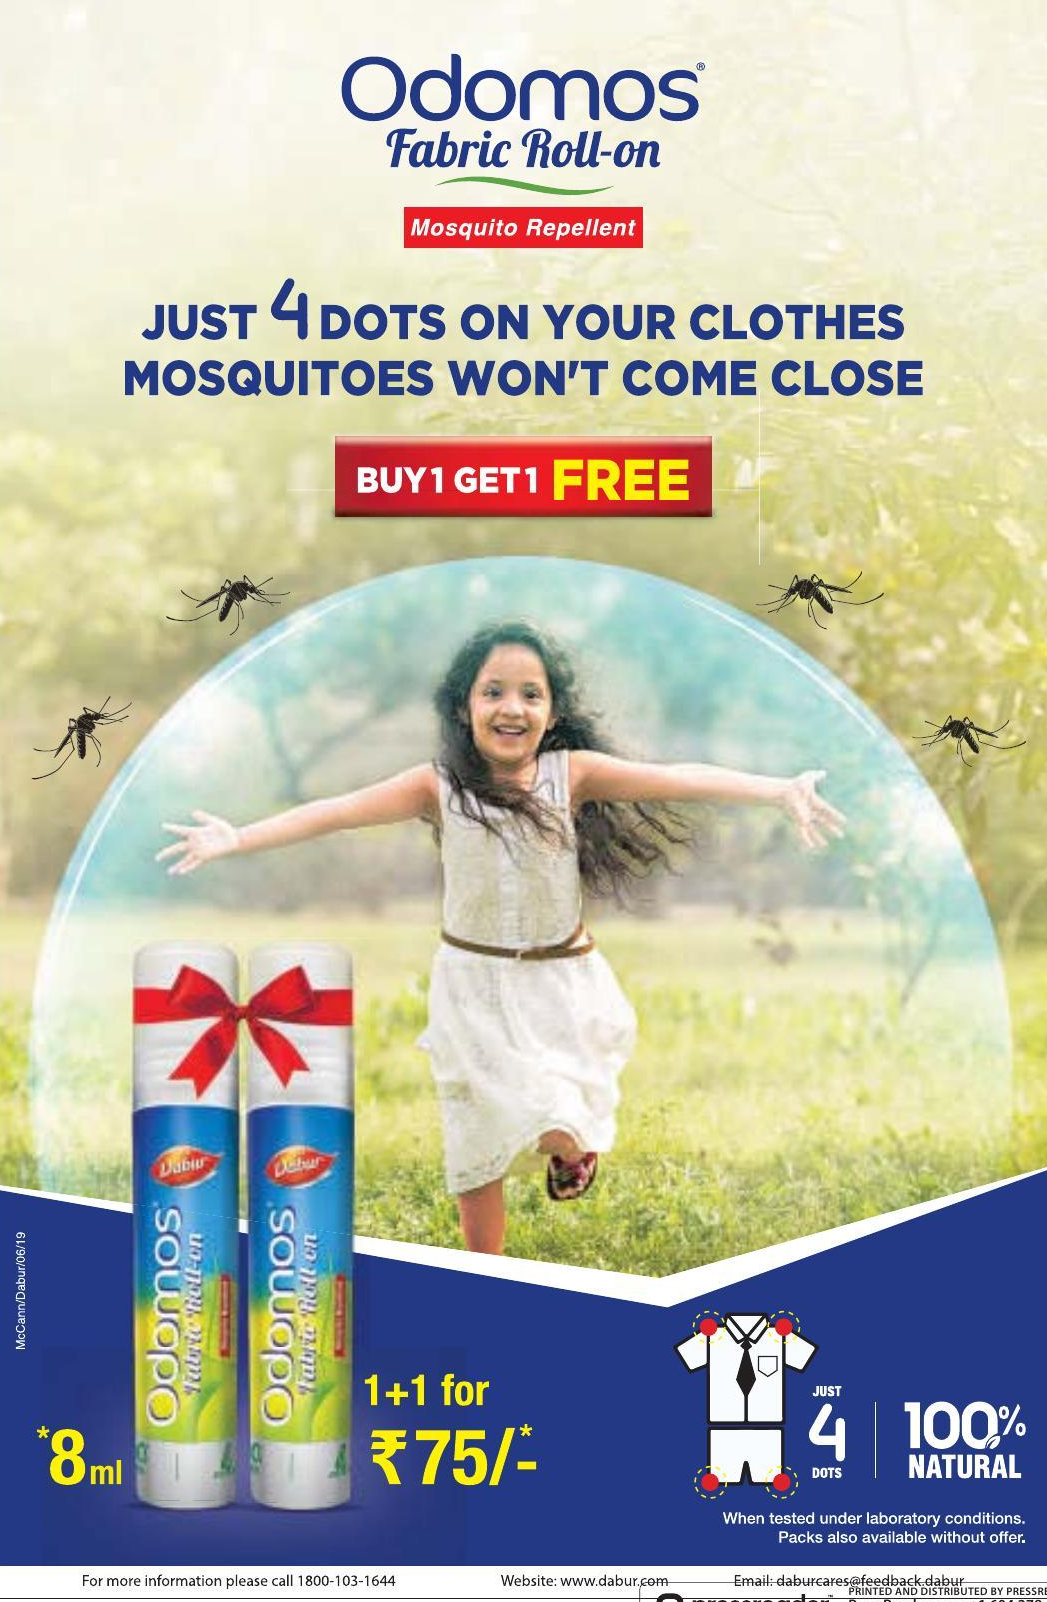 Odomos®
Fabric Roll-on
Mosquito Repellent
JUST 4 DOTS ON YOUR CLOTHES
MOSQUITOES WON'T COME CLOSE
BUY 1 GET 1 FREE
Dabur
Dabur
Odomos
Fabric Roll-on
Odomos
Fabric Roll-on
McCann/Dabur/06/19
*8 ml
1+1 for
₹75/-*
JUST
4
DOTS
100%
NATURAL
When tested under laboratory conditions.
Packs also available without offer.
For more information please call 1800-103-1644
Website: www.dabur.com
Email: daburcares@feedback.dabur
PRINTED AND DISTRIBUTED BY PRESSRE